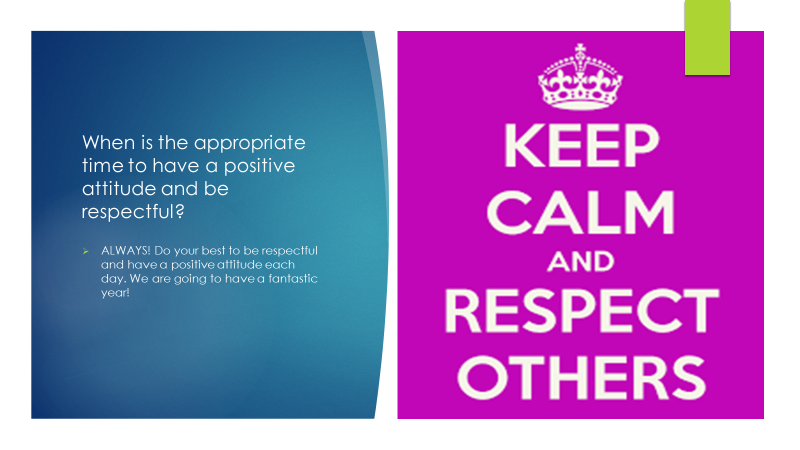 When is the appropriate
time to have a positive
attitude and be
respectful?
ALWAYS! Do your best to be respectful
and have a positive attitude each
day. We are going to have a fantastic
year!
KEEP
CALM
AND
RESPECT
OTHERS